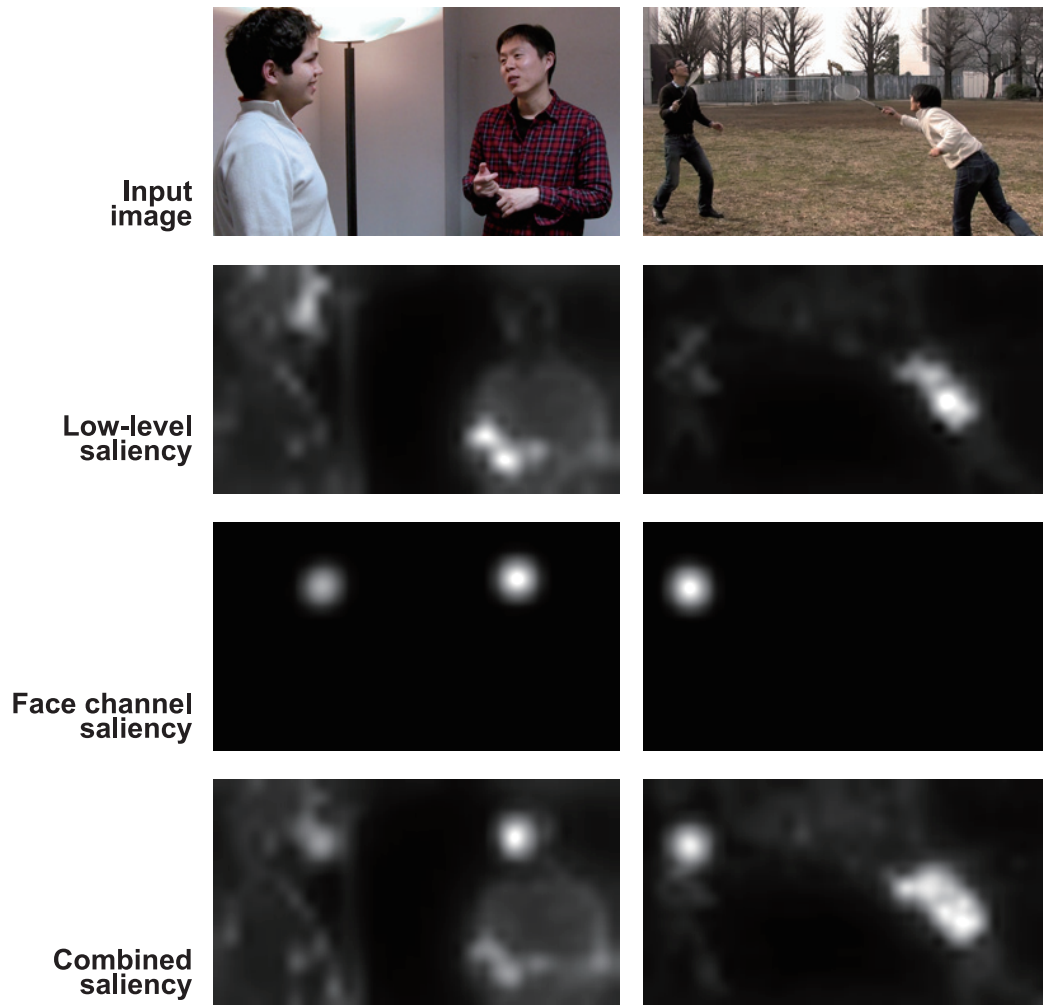 Input
image
Low-level
saliency
Face channel
saliency
Combined
saliency